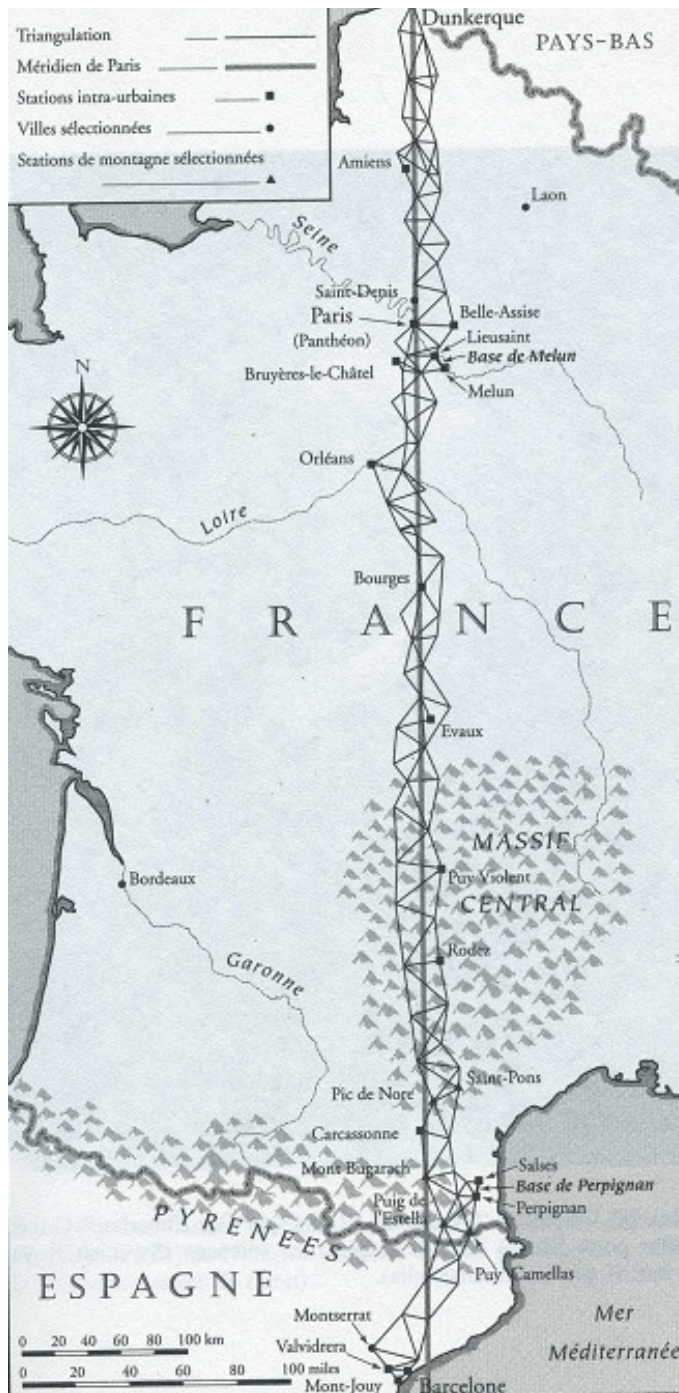 Triangulation
Méridien de Paris
Stations intra-urbaines
Villes sélectionnées
Stations de montagne sélectionnées
Dunkerque
PAYS-BAS
Amiens
Laon
Seine
Saint-Denis
Paris
(Panthéon)
Belle-Assise
Lieusaint
Base de Melun
Bruyères-le-Châtel
Melun
N
Orléans
Loire
Bourges
FRANCE
Evaux
MASSIF
CENTRAL
Puy Violent
Bordeaux
Rodez
Garonne
Saint-Pons
Pic de Nore
Carcassonne
Mont Bugarach
Salses
Base de Perpignan
Perpignan
Puig de
l'Estella
PYRENEES
Puy Camellas
ESPAGNE
Montserrat
Mer
Méditerranée
Valvidrera
Mont-Jouy
Barcelone
0 20 40 60 80 100 km
0 20 40 60 80 100 miles